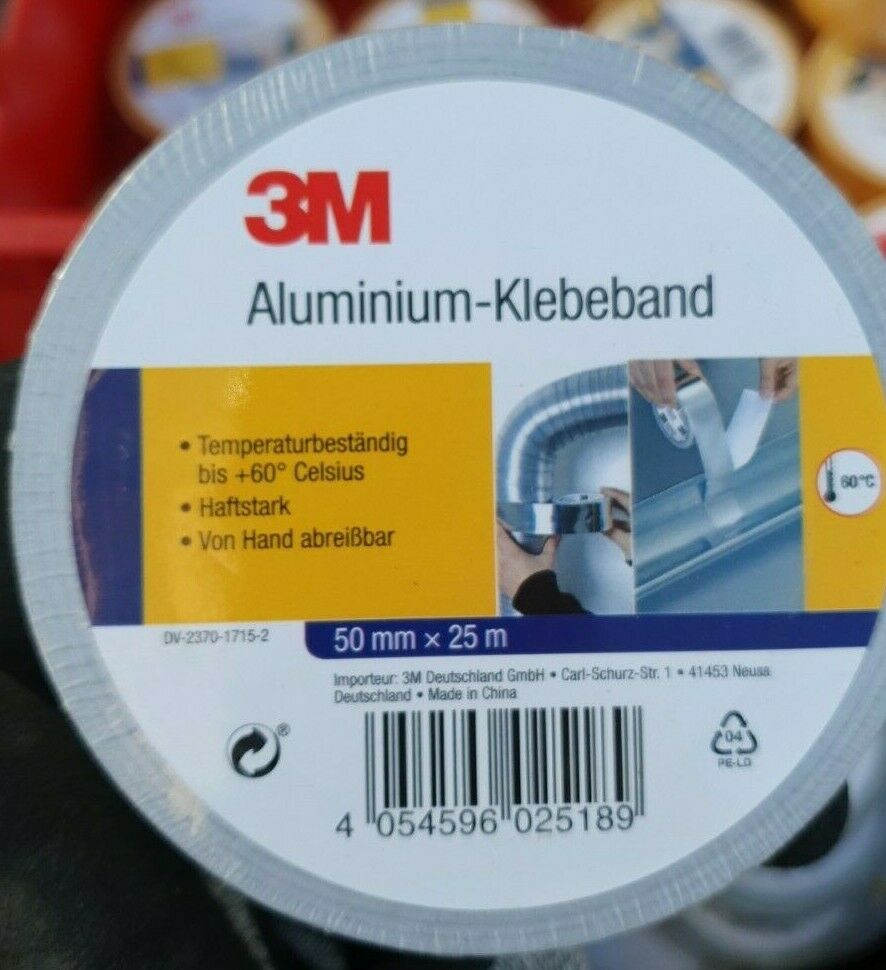 3M
Aluminium-Klebeband
• Temperaturbeständig
bis +60° Celsius
• Haftstark
• Von Hand abreißbar
60°C
DV-2370-1715-2
50 mm × 25 m
Importeur: 3M Deutschland GmbH • Carl-Schurz-Str. 1 • 41453 Neuss
Deutschland • Made in China
®
04
PE-LD
4 054596 025189